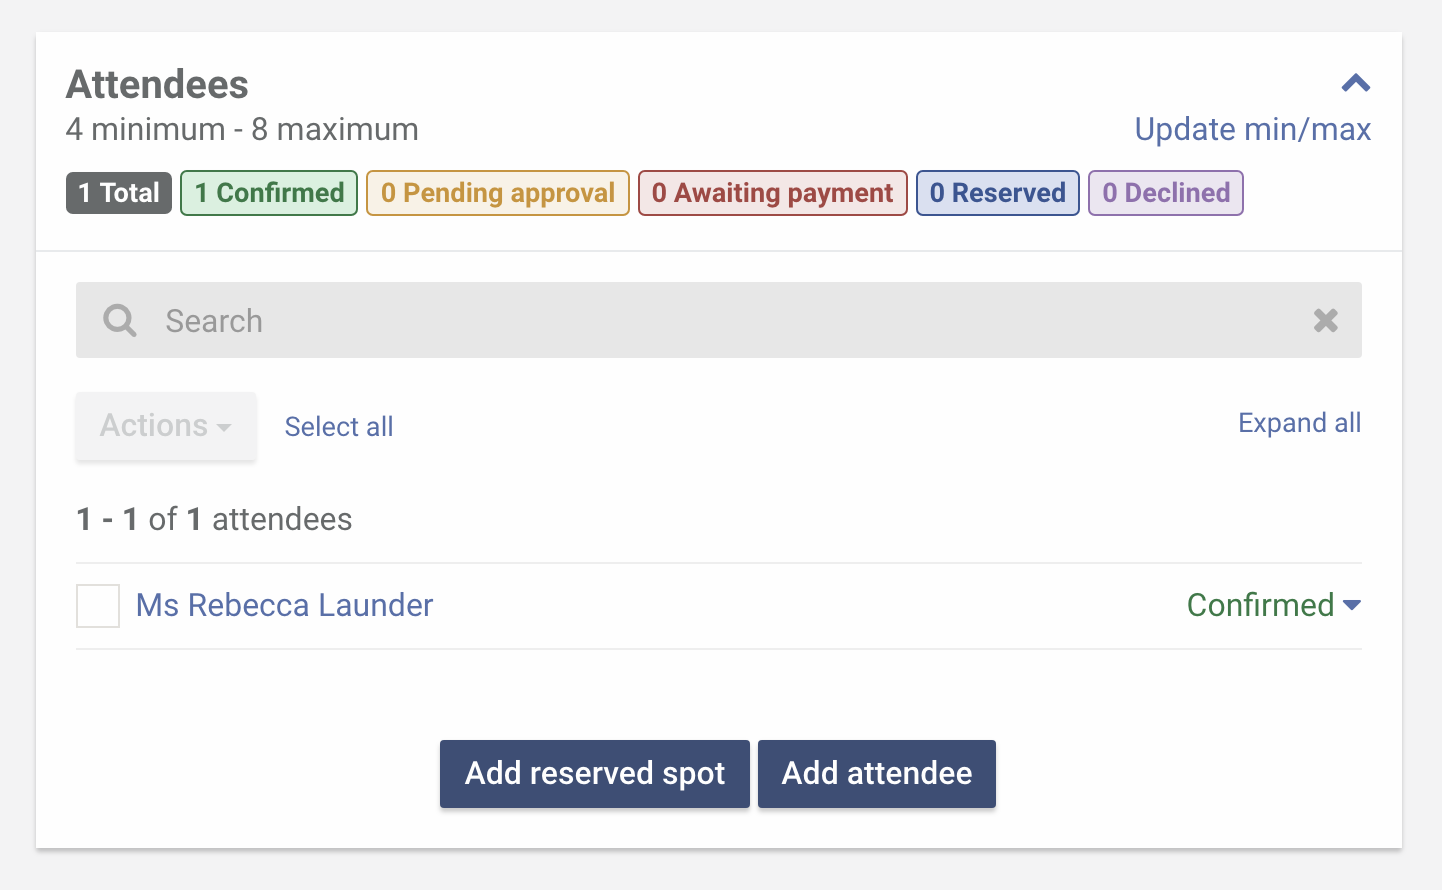 Attendees
4 minimum - 8 maximum
Update min/max
1 Total 1 Confirmed 0 Pending approval 0 Awaiting payment 0 Reserved 0 Declined
Search
Actions Select all Expand all
1 - 1 of 1 attendees
Ms Rebecca Launder Confirmed
Add reserved spot Add attendee